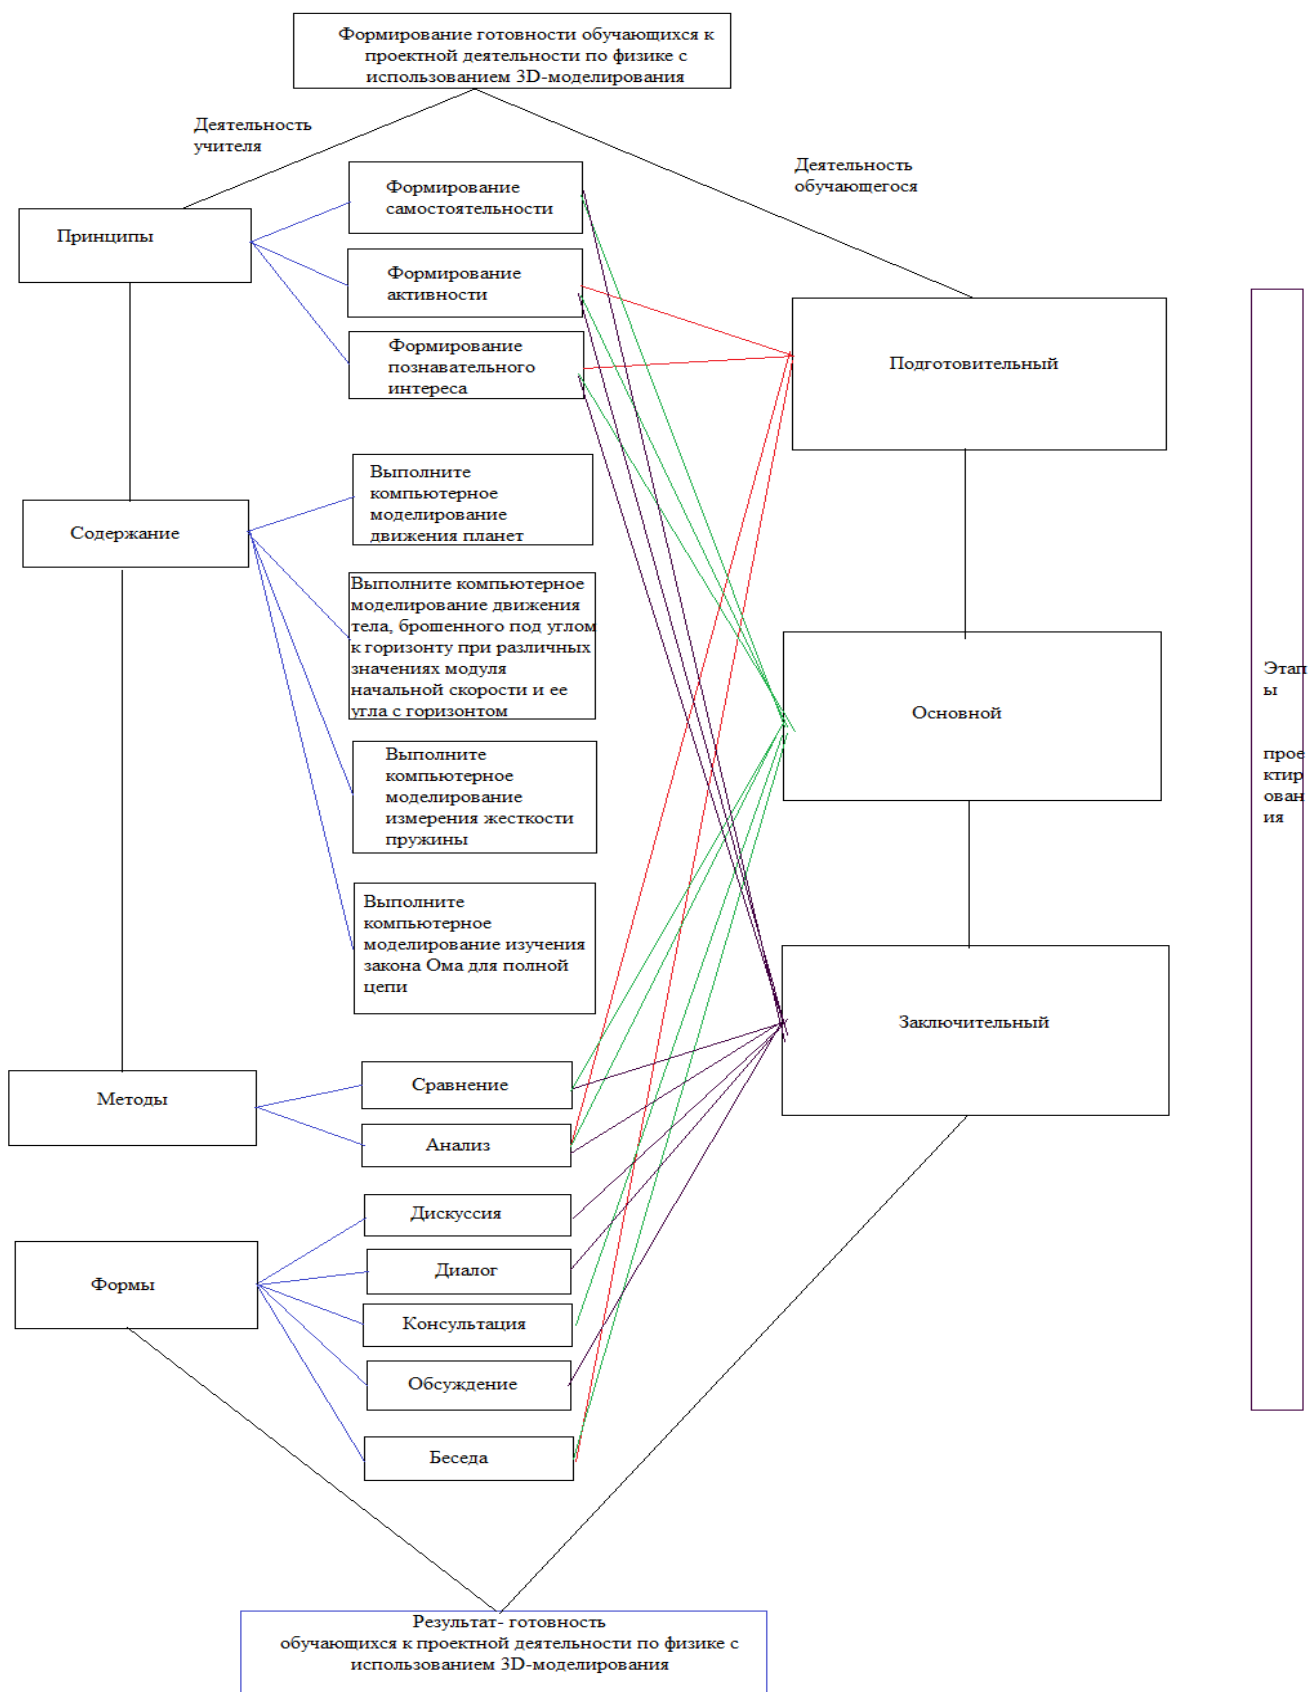 Формирование готовности обучающихся к
проектной деятельности по физике с
использованием 3D-моделирования
Деятельность
учителя
Деятельность
обучающегося
Принципы
Формирование
самостоятельности
Формирование
активности
Формирование
познавательного
интереса
Подготовительный
Содержание
Выполните
компьютерное
моделирование
движения планет
Выполните компьютерное
моделирование движения
тела, брошенного под углом
к горизонту при различных
значениях модуля
начальной скорости и ее
угла с горизонтом
Выполните
компьютерное
моделирование
измерения жесткости
пружины
Выполните
компьютерное
моделирование изучения
закона Ома для полной
цепи
Основной
Этап
ы
прое
ктир
ован
ия
Заключительный
Методы
Сравнение
Анализ
Формы
Дискуссия
Диалог
Консультация
Обсуждение
Беседа
Результат- готовность
обучающихся к проектной деятельности по физике с
использованием 3D-моделирования